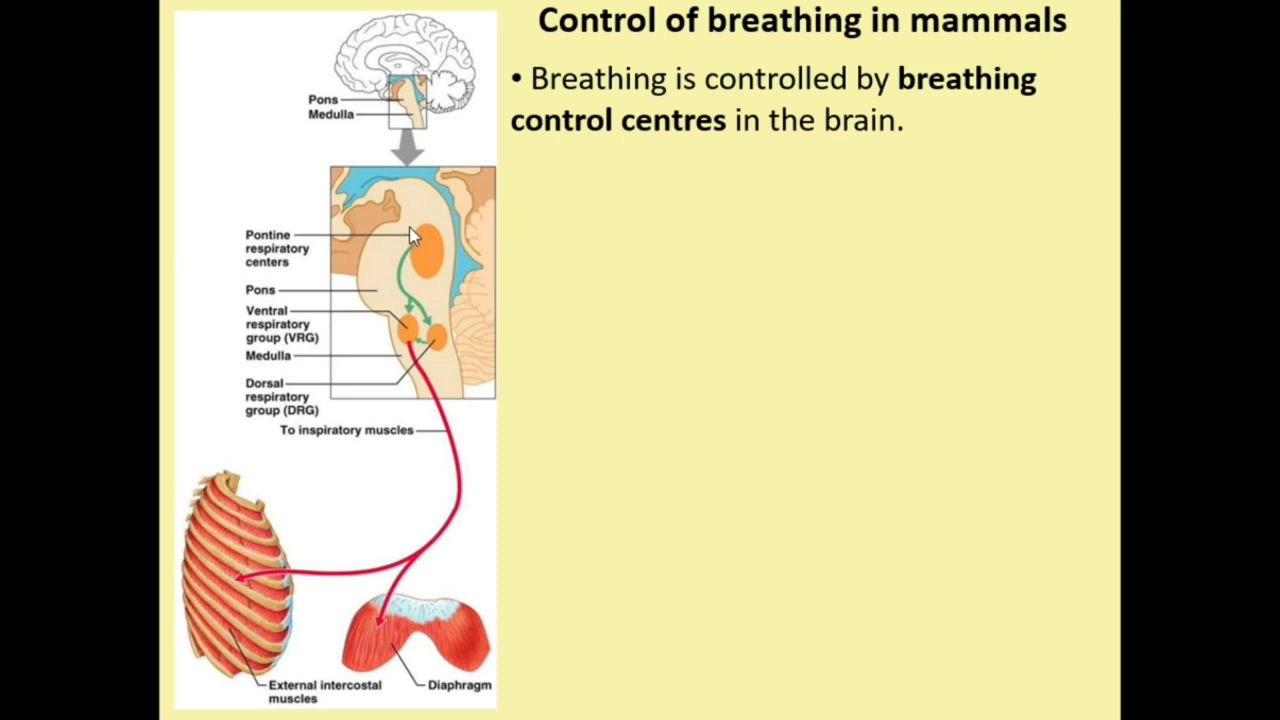 Control of breathing in mammals
• Breathing is controlled by breathing
control centres in the brain.
Pons
Medulla
Pontine
respiratory
centers
Pons
Ventral
respiratory
group (VRG)
Medulla
Dorsal
respiratory
group (DRG)
To inspiratory muscles
External intercostal
muscles
Diaphragm